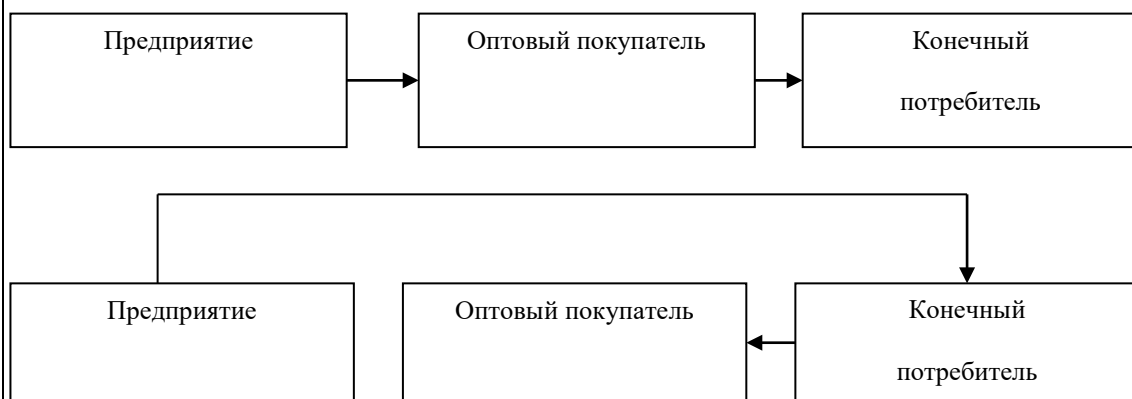 Предприятие
Оптовый покупатель
Конечный
потребитель
Предприятие
Оптовый покупатель
Конечный
потребитель